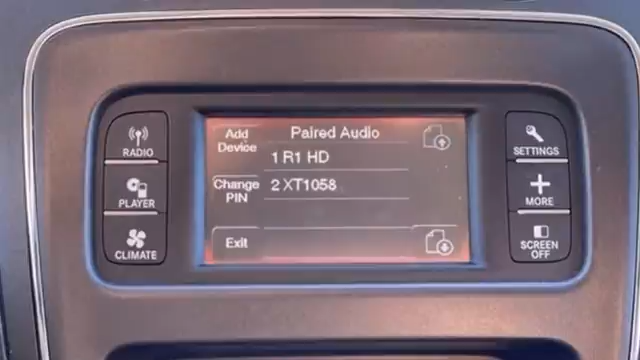 RADIO
PLAYER
CLIMATE
Add
Device
Paired Audio
1 R1 HD
Change
PIN
2 XT1058
Exit
SETTINGS
MORE
SCREEN
OFF